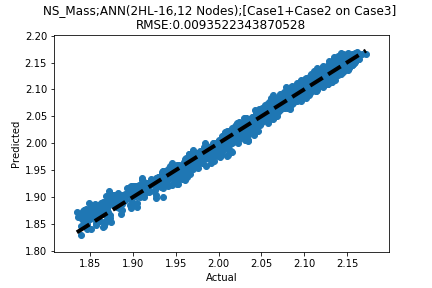 NS_Mass;ANN(2HL-16,12 Nodes);[Case1+Case2 on Case3]
RMSE:0.0093522343870528
2.20
2.15
2.10
2.05
2.00
1.95
1.90
1.85
1.80
Predicted
1.85 1.90 1.95 2.00 2.05 2.10 2.15
Actual